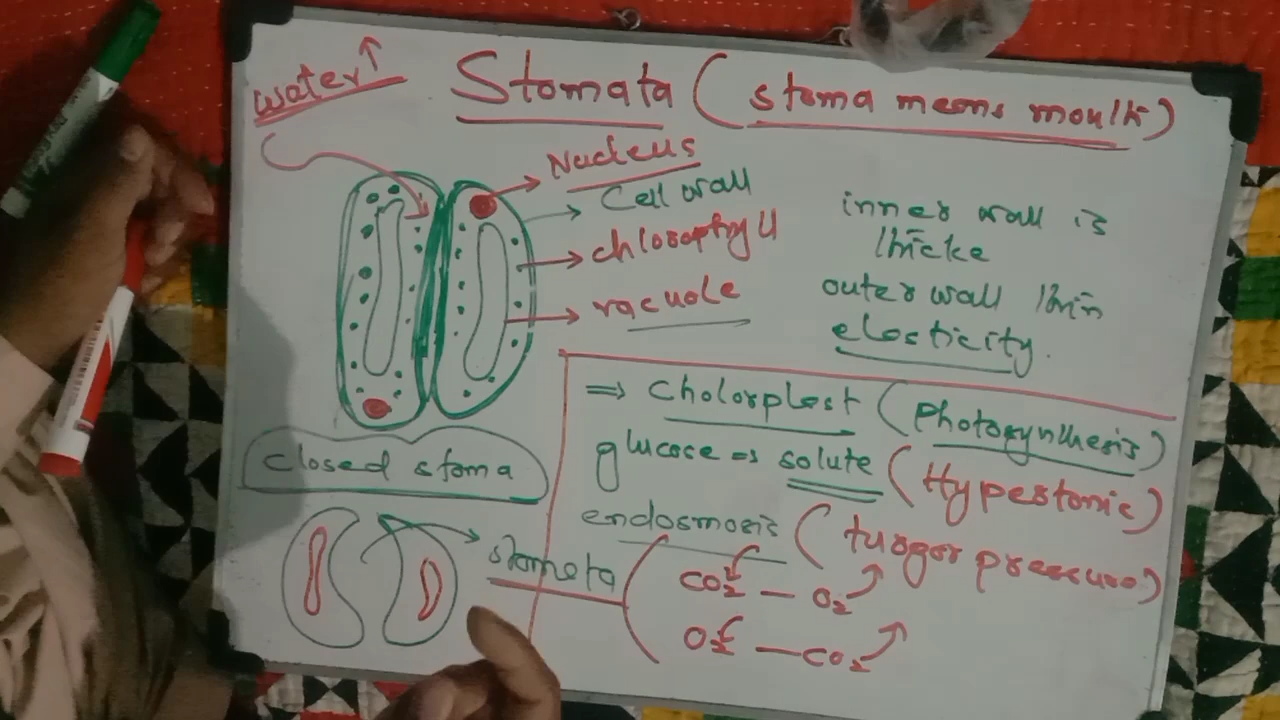 water↑
Stomata ( stoma means mouth )
Nucleus
Cell wall
chlorophyll
vacuole
inner wall is
thicke
outer wall thin
elasticity.
closed stoma
⇒ Cholorplast ( Photosynthesis )
glucose ⇒ solute ( Hypertonic )
endosmosis ( turgor pressure )
stometa
CO₂ — O₂
O₂ — CO₂